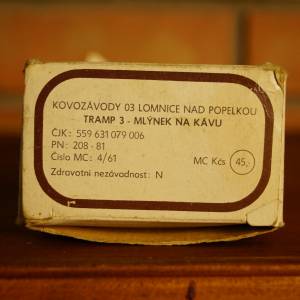 KOVOZÁVODY 03 LOMNICE NAD POPELKOU
TRAMP 3 - MLÝNEK NA KÁVU
ČJK: 559 631 079 006
PN: 208 - 81
Číslo MC: 4/61 MC Kčs 45,-
Zdravotní nezávodnost: N